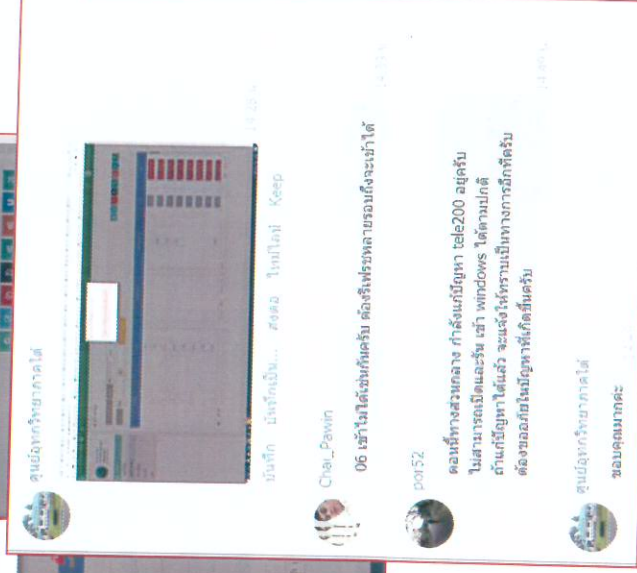 ศูนย์อุทกวิทยาภาคใต้
บันทึก บันทึกเป็น... ส่งต่อ ไทม์ไลน์ Keep
Char_Pawin
06 เข้าไม่ได้เช่นกันครับ ต้องรีเฟรชหลายรอบถึงจะเข้าได้
por52
ตอนนี้ทางส่วนกลาง กำลังแก้ปัญหา tele200 อยู่ครับ
ไม่สามารถเปิดและรัน เข้า windows ได้ตามปกติ
ถ้าแก้ปัญหาได้แล้ว จะแจ้งให้ทราบเป็นทางการอีกทีครับ
ต้องขออภัยในปัญหาที่เกิดขึ้นครับ
ศูนย์อุทกวิทยาภาคใต้
ขอบคุณมากค่ะ